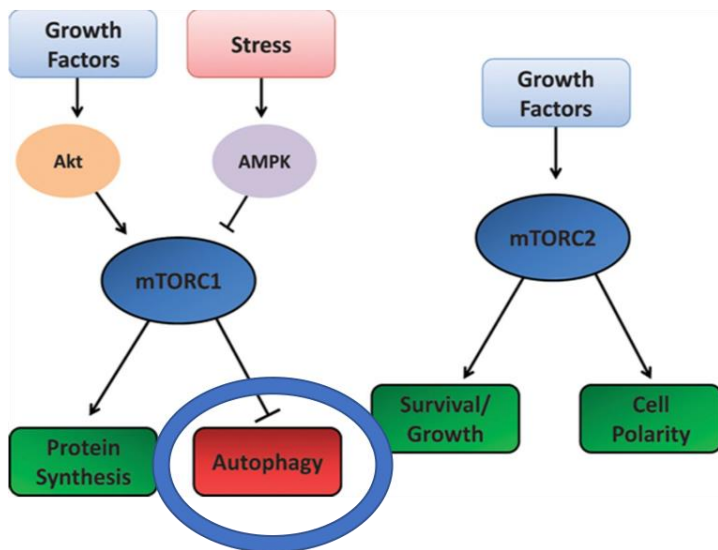 Growth
Factors
Stress
Growth
Factors
Akt
AMPK
mTORC1
mTORC2
Protein
Synthesis
Autophagy
Survival/
Growth
Cell
Polarity